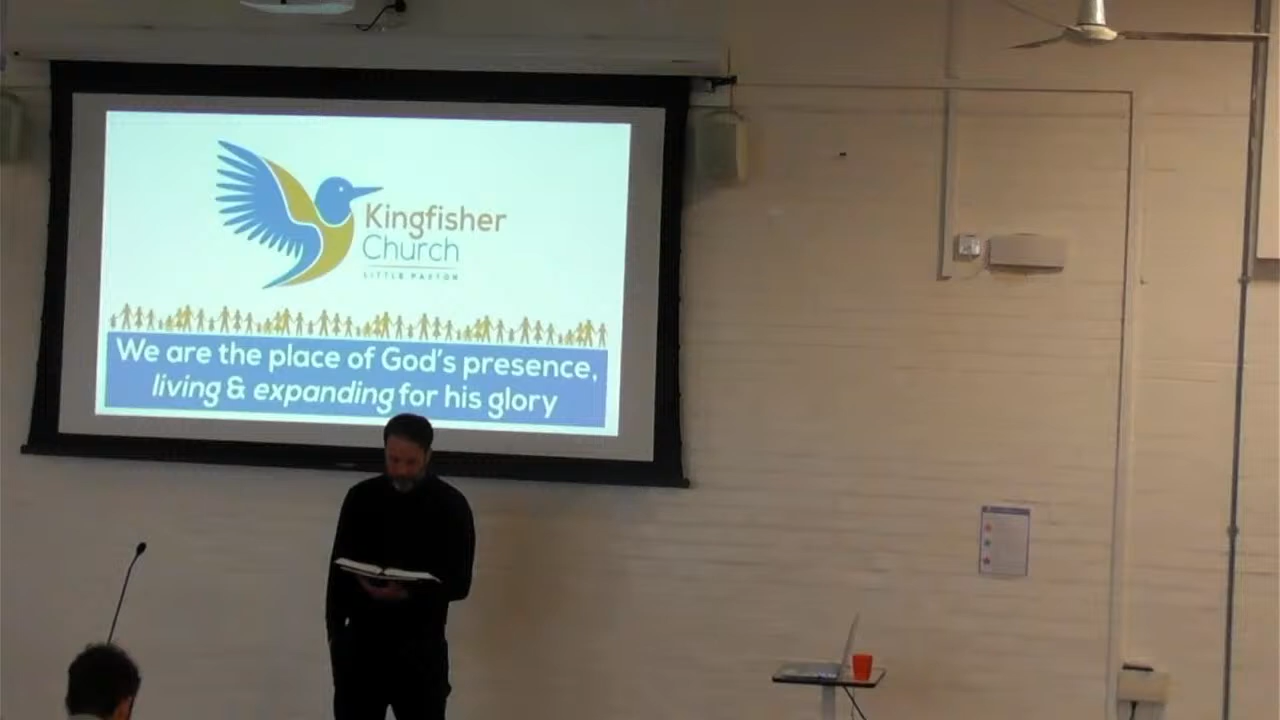 Kingfisher
Church
LITTLE PAXTON
We are the place of God's presence,
living & expanding for his glory